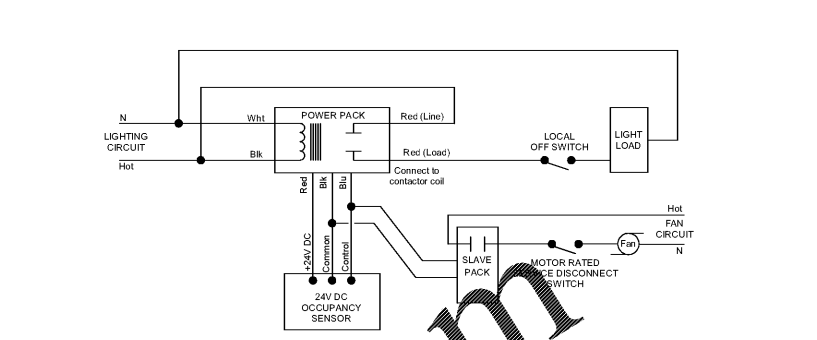 POWER PACK
N
Wht
Red (Line)
LIGHTING
CIRCUIT
Blk
Hot
Red (Load)
LOCAL
OFF SWITCH
LIGHT
LOAD
Connect to
contactor coil
Red
Blk
Blu
+24V DC
Common
Control
Hot
FAN
CIRCUIT
N
Fan
SLAVE
PACK
MOTOR RATED
DISCONNECT
SWITCH
24V DC
OCCUPANCY
SENSOR
m